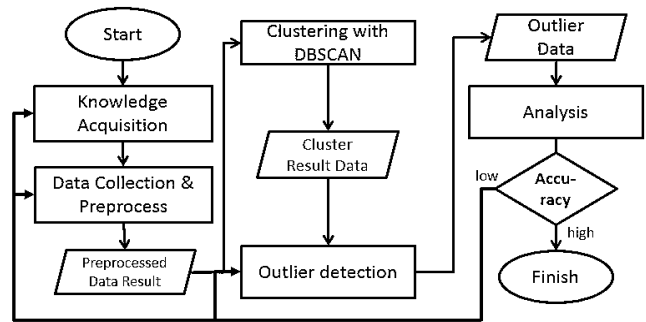 Start
Knowledge
Acquisition
Data Collection &
Preprocess
Preprocessed
Data Result
Clustering with
DBSCAN
Cluster
Result Data
Outlier detection
Outlier
Data
Analysis
low
Accu-
racy
high
Finish